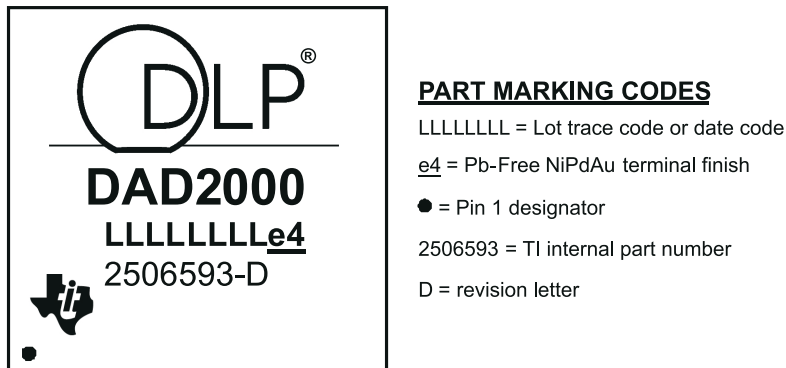 DLP®
DAD2000
LLLLLLLLe4
2506593-D
ti
PART MARKING CODES
LLLLLLLL = Lot trace code or date code
e4 = Pb-Free NiPdAu terminal finish
● = Pin 1 designator
2506593 = TI internal part number
D = revision letter